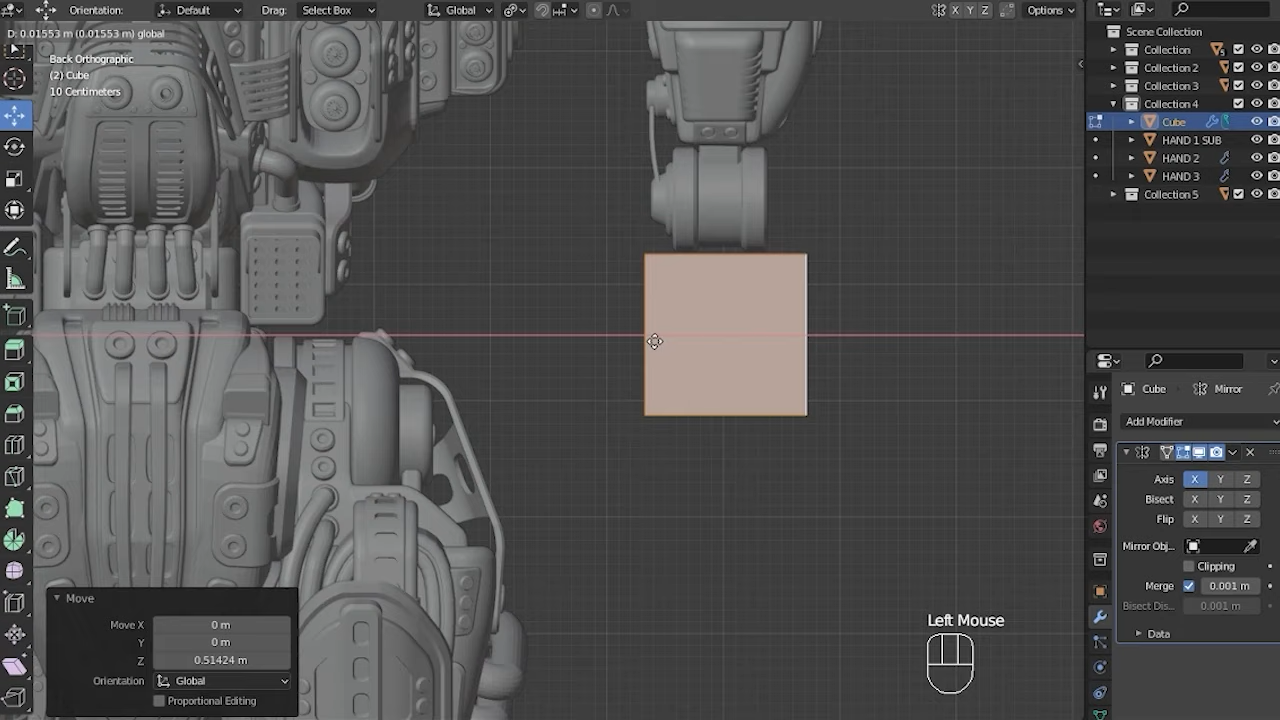 Orientation: Default Drag: Select Box Global X Y Z Options
D: 0.01553 m (0.01553 m) global
Back Orthographic
(2) Cube
10 Centimeters
Scene Collection
Collection 5
Collection 2
Collection 3
Collection 4
Cube
HAND 1 SUB
HAND 2
HAND 3
Collection 5
Cube Mirror
Add Modifier
Axis X Y Z
Bisect X Y Z
Flip X Y Z
Mirror Obj...
Clipping
Merge 0.001 m
Bisect Dis... 0.001 m
Data
Move
Move X 0 m
Y 0 m
Z 0.51424 m
Orientation Global
Proportional Editing
Left Mouse